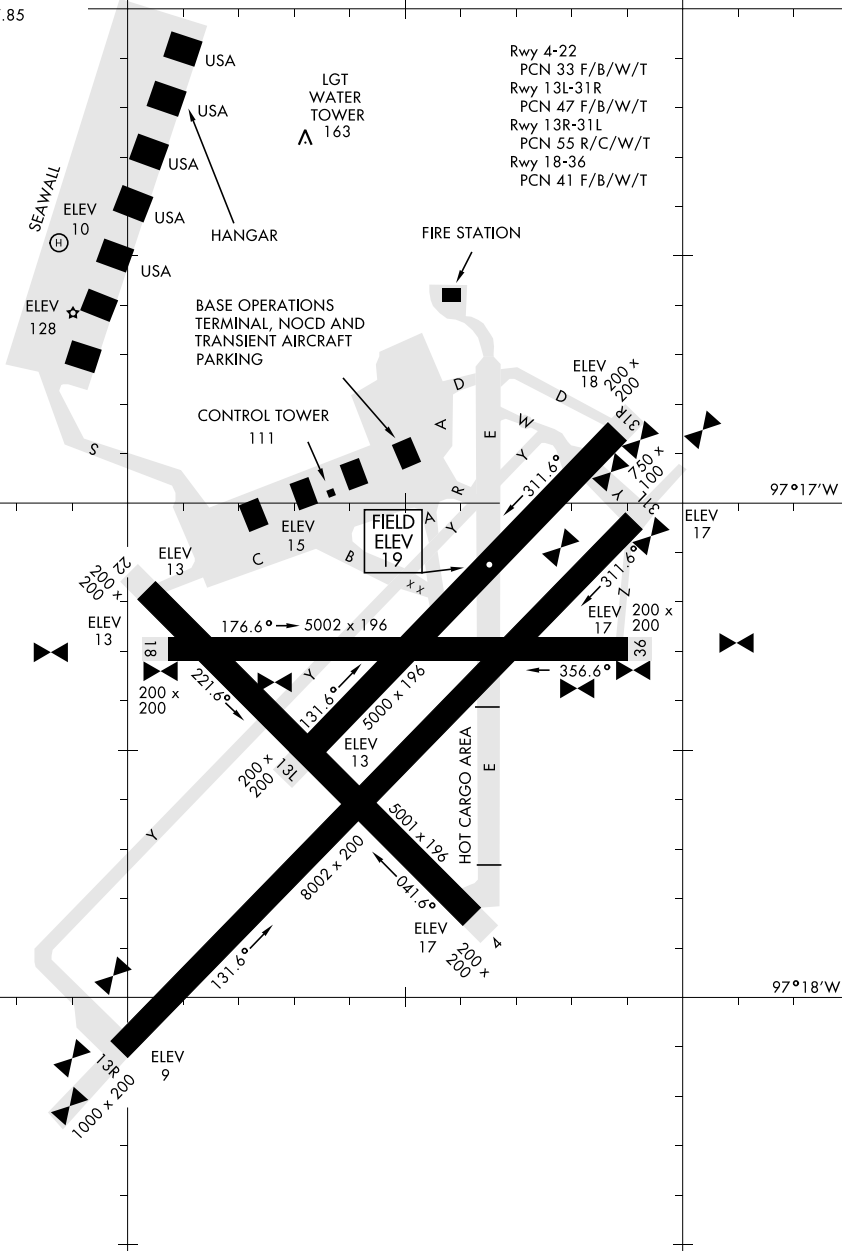 .85
USA
USA
USA
USA
USA
SEAWALL
ELEV
10
H
ELEV
128
HANGAR
LGT
WATER
TOWER
163
Rwy 4-22
PCN 33 F/B/W/T
Rwy 13L-31R
PCN 47 F/B/W/T
Rwy 13R-31L
PCN 55 R/C/W/T
Rwy 18-36
PCN 41 F/B/W/T
FIRE STATION
BASE OPERATIONS
TERMINAL, NOCD AND
TRANSIENT AIRCRAFT
PARKING
CONTROL TOWER
111
S
D
D
A
E
W
Y
R
A
Y
ELEV
18
200 x
200
31R
750 x
100
Y
31L
311.6°
97°17'W
ELEV
15
FIELD
ELEV
19
C
B
x x
ELEV
17
311.6°
Z
22
200 x
200
ELEV
13
ELEV
13
18
176.6°
5002 x 196
ELEV
17
200 x
200
36
356.6°
200 x
200
221.6°
Y
131.6°
5000 x 196
200 x
200
13L
ELEV
13
HOT CARGO AREA
E
Y
5001 x 196
8002 x 200
041.6°
ELEV
17
200 x
200
4
131.6°
97°18'W
13R
1000 x 200
ELEV
9